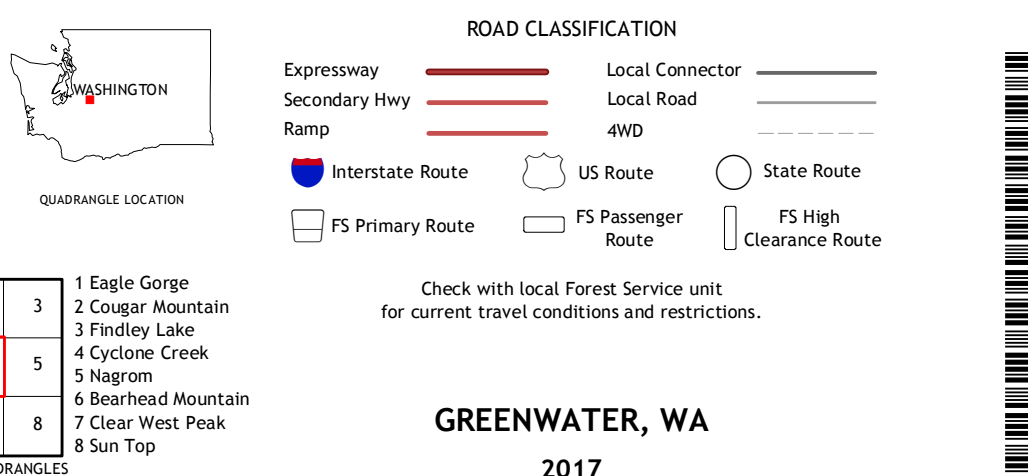 WASHINGTON
QUADRANGLE LOCATION
ROAD CLASSIFICATION
Expressway
Secondary Hwy
Ramp
Local Connector
Local Road
4WD
Interstate Route
US Route
State Route
FS Primary Route
FS Passenger
Route
FS High
Clearance Route
Check with local Forest Service unit
for current travel conditions and restrictions.
3
5
8
1 Eagle Gorge
2 Cougar Mountain
3 Findley Lake
4 Cyclone Creek
5 Nagrom
6 Bearhead Mountain
7 Clear West Peak
8 Sun Top
DRANGLES
GREENWATER, WA
2017